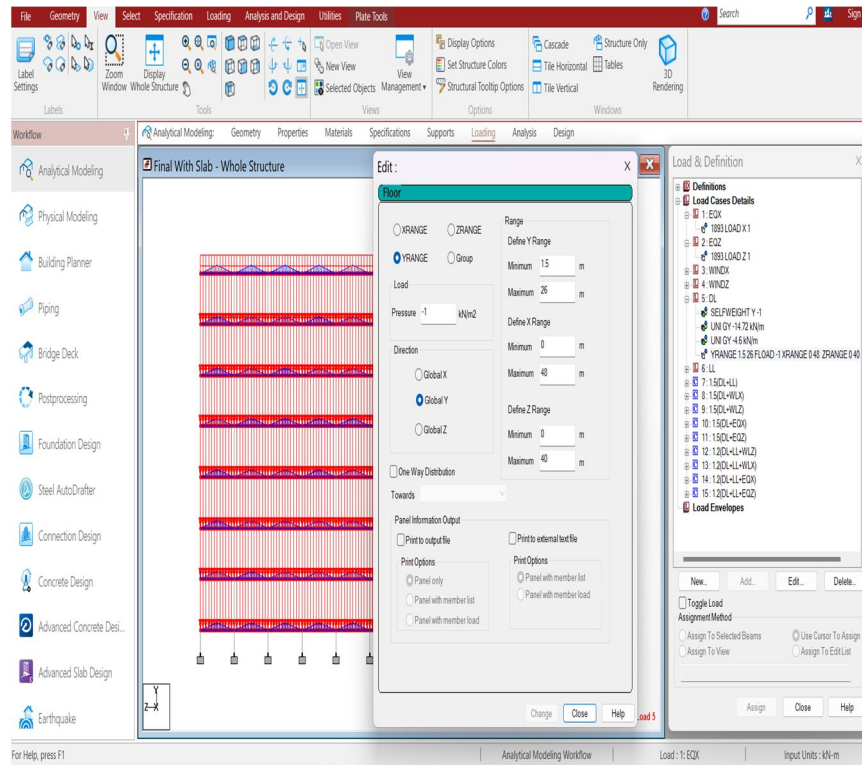 File Geometry View Select Specification Loading Analysis and Design Utilities Plate Tools Search Sign
Label Settings
Zoom Window
Display Whole Structure
Open View
New View
Selected Objects
View Management
Display Options
Set Structure Colors
Structural Tooltip Options
Cascade
Tile Horizontal
Tile Vertical
Structure Only
Tables
3D Rendering
Labels Tools Views Options Windows
Workflow
Analytical Modeling
Physical Modeling
Building Planner
Piping
Bridge Deck
Postprocessing
Foundation Design
Steel AutoDrafter
Connection Design
Concrete Design
Advanced Concrete Desi...
Advanced Slab Design
Earthquake
Analytical Modeling: Geometry Properties Materials Specifications Supports Loading Analysis Design
Final With Slab - Whole Structure
Y
Z X
Load 5
Edit :
X
Floor
XRANGE ZRANGE
YRANGE Group
Load
Pressure -1 kN/m2
Direction
Global X
Global Y
Global Z
Range
Define Y Range
Minimum 1.5 m
Maximum 26 m
Define X Range
Minimum 0 m
Maximum 48 m
Define Z Range
Minimum 0 m
Maximum 40 m
One Way Distribution
Towards
Panel Information Output
Print to output file
Print Options
Panel only
Panel with member list
Panel with member load
Print to external text file
Print Options
Panel with member list
Panel with member load
Change Close Help
Load & Definition X
Definitions
Load Cases Details
1 : EQX
1893 LOAD X 1
2 : EQZ
1893 LOAD Z 1
3 : WINDX
4 : WINDZ
5 : DL
SELFWEIGHT Y -1
UNI GY -14.72 kN/m
UNI GY -4.6 kN/m
YRANGE 1.5 26 FLOAD -1 XRANGE 0 48 ZRANGE 0 40
6 : LL
7 : 1.5(DL+LL)
8 : 1.5(DL+WLX)
9 : 1.5(DL+WLZ)
10 : 1.5(DL+EQX)
11 : 1.5(DL+EQZ)
12 : 1.2(DL+LL+WLZ)
13 : 1.2(DL+LL+WLX)
14 : 1.2(DL+LL+EQX)
15 : 1.2(DL+LL+EQZ)
Load Envelopes
New... Add... Edit... Delete...
Toggle Load
Assignment Method
Assign To Selected Beams Use Cursor To Assign
Assign To View Assign To Edit List
Assign Close Help
For Help, press F1 Analytical Modeling Workflow Load : 1: EQX Input Units : kN-m